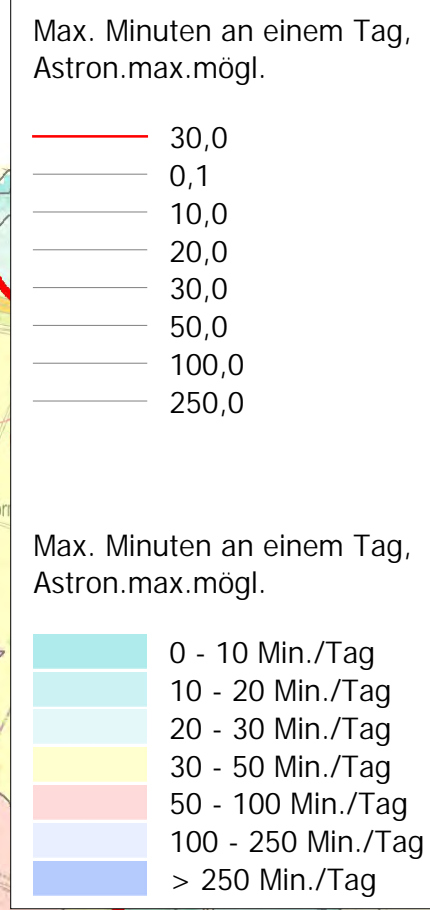 Max. Minuten an einem Tag,
Astron.max.mögl.
30,0
0,1
10,0
20,0
30,0
50,0
100,0
250,0
Max. Minuten an einem Tag,
Astron.max.mögl.
0 - 10 Min./Tag
10 - 20 Min./Tag
20 - 30 Min./Tag
30 - 50 Min./Tag
50 - 100 Min./Tag
100 - 250 Min./Tag
> 250 Min./Tag